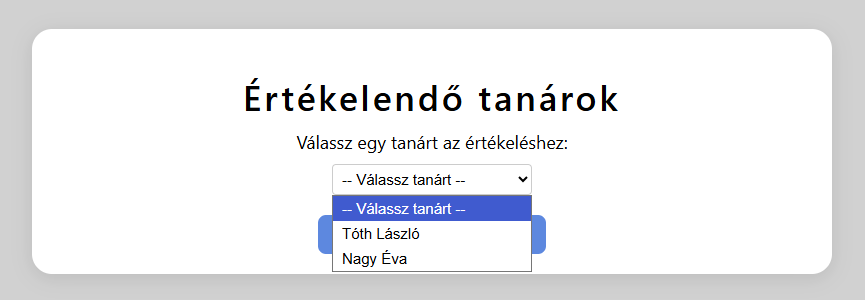 Értékelendő tanárok
Válassz egy tanárt az értékeléshez:
-- Válassz tanárt --
-- Válassz tanárt --
Tóth László
Nagy Éva